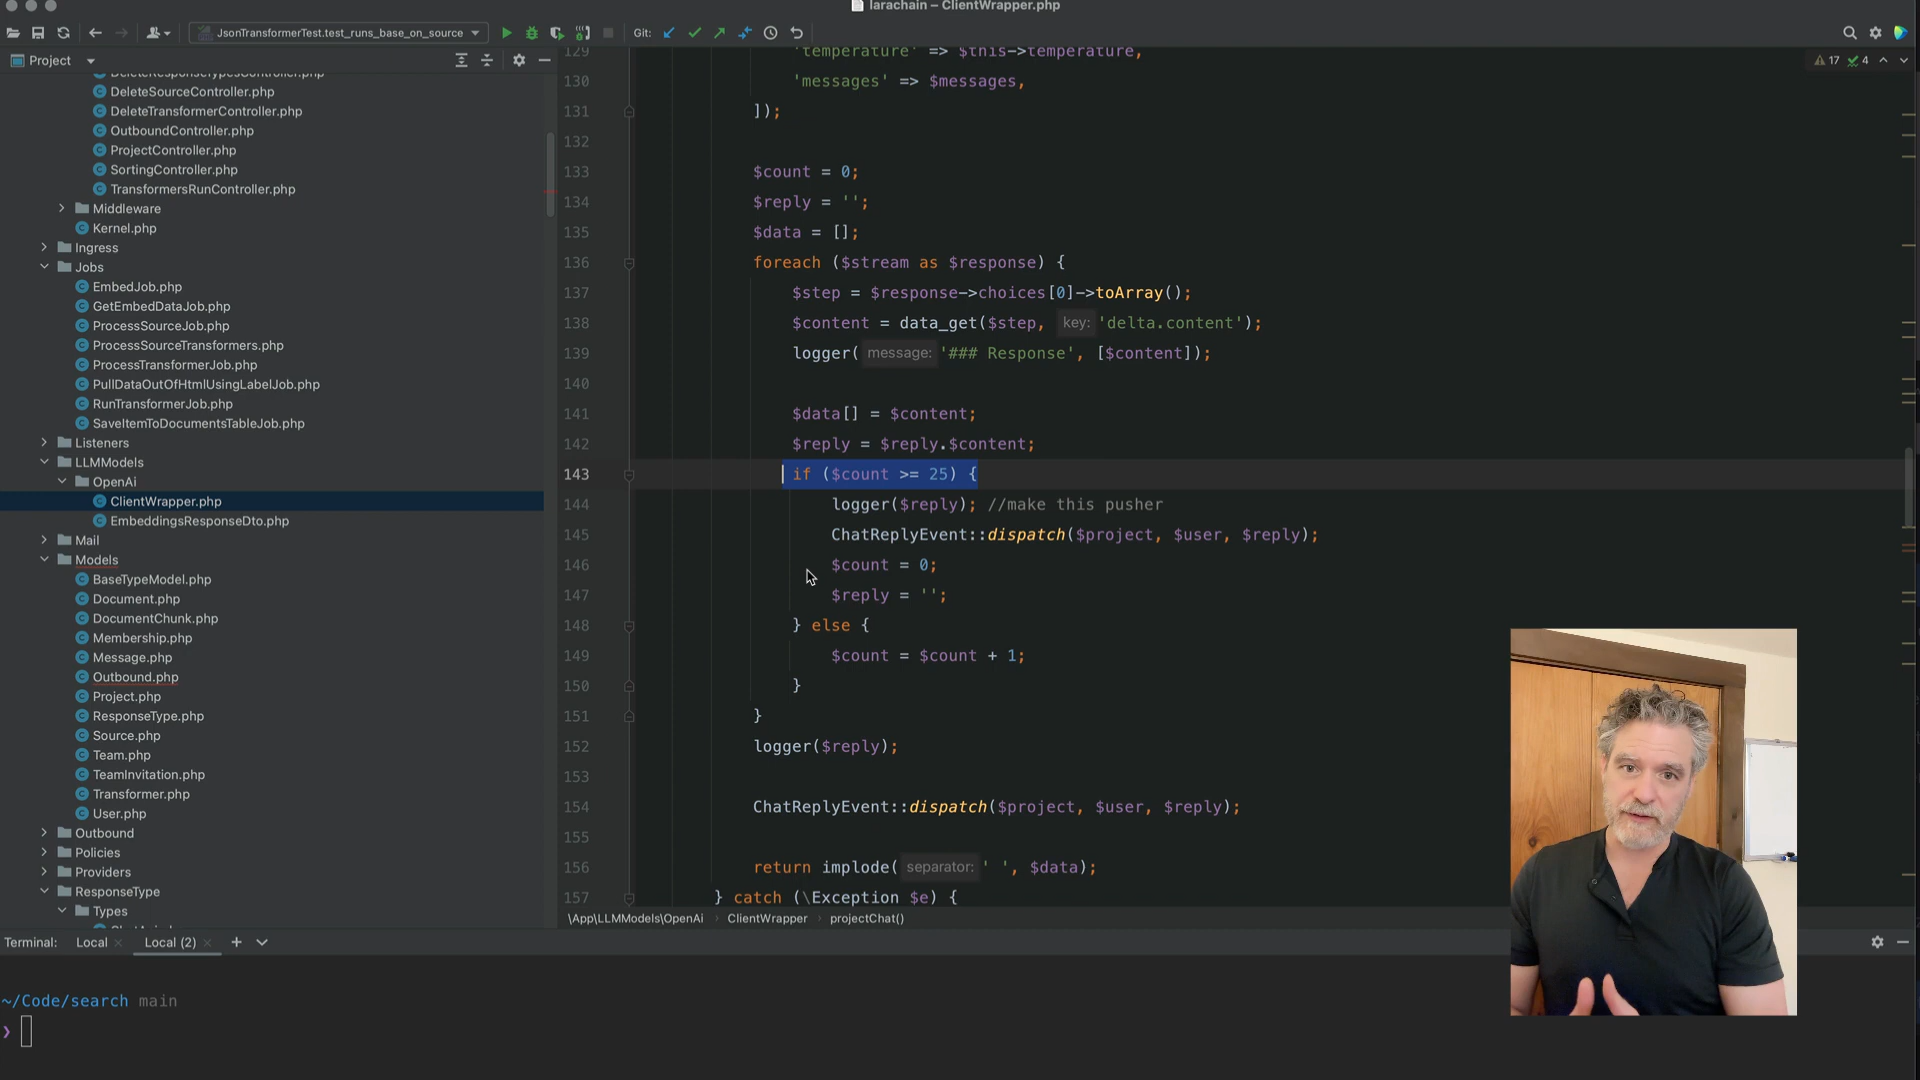 larachain – ClientWrapper.php
JsonTransformerTest.test_runs_base_on_source
Git:
Project
17
4
DeleteResponseTypesController.php
DeleteSourceController.php
DeleteTransformerController.php
OutboundController.php
ProjectController.php
SortingController.php
TransformersRunController.php
Middleware
Kernel.php
Ingress
Jobs
EmbedJob.php
GetEmbedDataJob.php
ProcessSourceJob.php
ProcessSourceTransformers.php
ProcessTransformerJob.php
PullDataOutOfHtmlUsingLabelJob.php
RunTransformerJob.php
SaveItemToDocumentsTableJob.php
Listeners
LLMModels
OpenAi
ClientWrapper.php
EmbeddingsResponseDto.php
Mail
Models
BaseTypeModel.php
Document.php
DocumentChunk.php
Membership.php
Message.php
Outbound.php
Project.php
ResponseType.php
Source.php
Team.php
TeamInvitation.php
Transformer.php
User.php
Outbound
Policies
Providers
ResponseType
Types
129 'temperature' => $this->temperature,
130 'messages' => $messages,
131 ]);
132
133 $count = 0;
134 $reply = '';
135 $data = [];
136 foreach ($stream as $response) {
137 $step = $response->choices[0]->toArray();
138 $content = data_get($step, key: 'delta.content');
139 logger( message: '### Response', [$content]);
140
141 $data[] = $content;
142 $reply = $reply.$content;
143 if ($count >= 25) {
144 logger($reply); //make this pusher
145 ChatReplyEvent::dispatch($project, $user, $reply);
146 $count = 0;
147 $reply = '';
148 } else {
149 $count = $count + 1;
150 }
151 }
152 logger($reply);
153
154 ChatReplyEvent::dispatch($project, $user, $reply);
155
156 return implode( separator: ' ', $data);
157 } catch (\Exception $e) {
\App\LLMModels\OpenAi › ClientWrapper › projectChat()
Terminal: Local × Local (2) × +
~/Code/search main
❯